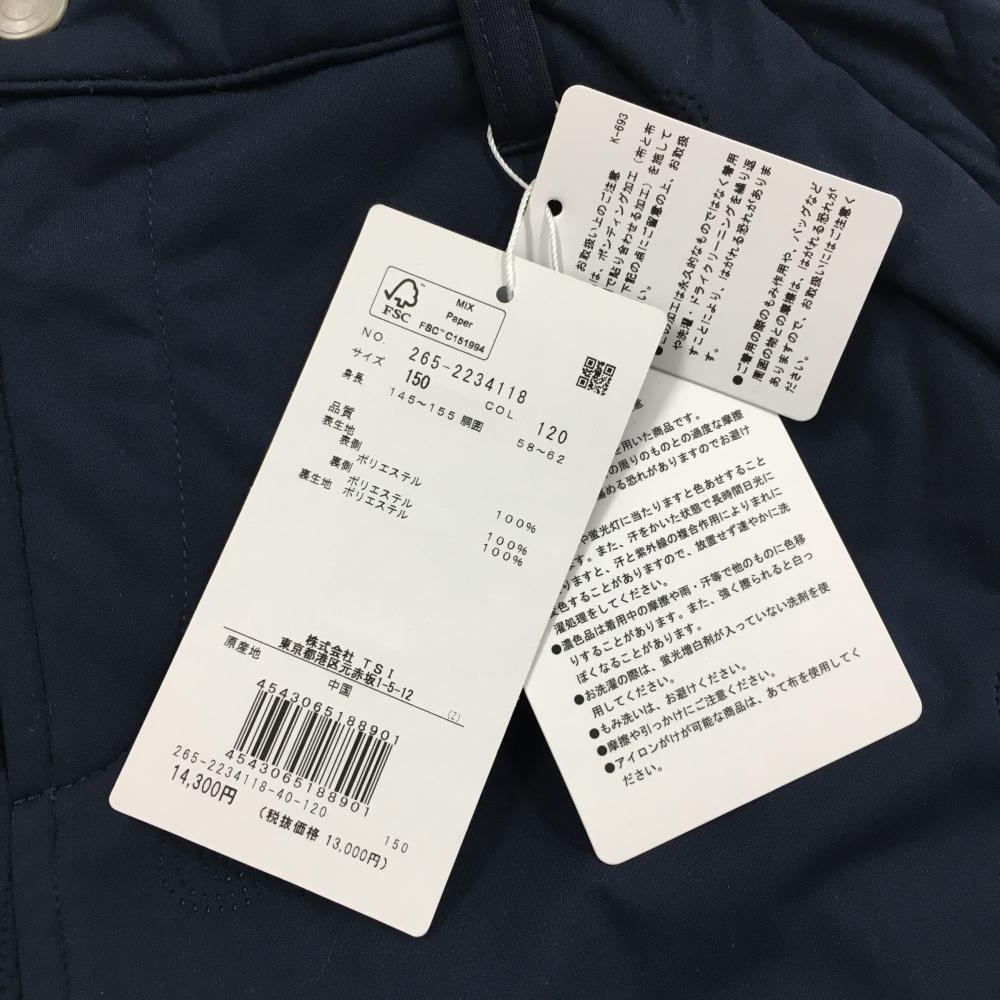 FSC™
MIX
Paper
FSC™ C151994
NO. 265-2234118
サイズ 150 COL 120
身長 145～155 胴囲 58～62
品質
表生地
表側
ポリエステル 100%
裏側
ポリエステル 100%
裏生地 ポリエステル 100%
株式会社 TSI
東京都港区元赤坂1-5-12
原産地 中国
(2)
4543065188901
4543065188901
265-2234118-40-120
14,300円 150
(税抜価格 13,000円)
K-693
お取扱い上のご注意
は、ボンディング加工(布と布
で貼り合わせる加工)を施して
下記の点にご留意の上、お取扱
い。
●この加工は永久的なものではなく着用
や洗濯・ドライクリーニングを繰り返
すことにより、はがれる恐れがありま
す。
●ご着用の際のもみ作用や、バッグなど
周囲の物との摩擦は、はがれる恐れが
ありますので、お取扱いにはご注意く
ださい。
用いた商品です。
の周りのものとの過度な摩擦
める恐れがありますのでお避け
や蛍光灯に当たりますと色あせすること
す。また、汗をかいた状態で長時間日光に
りますと、汗と紫外線の複合作用によりまれに
変色することがありますので、放置せず速やかに洗
濯処理をしてください。
●濃色品は着用中の摩擦や雨・汗等で他のものに色移
りすることがあります。また、強く擦られると白っ
ぽくなることがあります。
●お洗濯の際は、蛍光増白剤が入っていない洗剤を使
用してください。
●もみ洗いは、お避けください。
●摩擦や引っかけにご注意ください。
●アイロンがけが可能な商品は、あて布を使用してく
ださい。